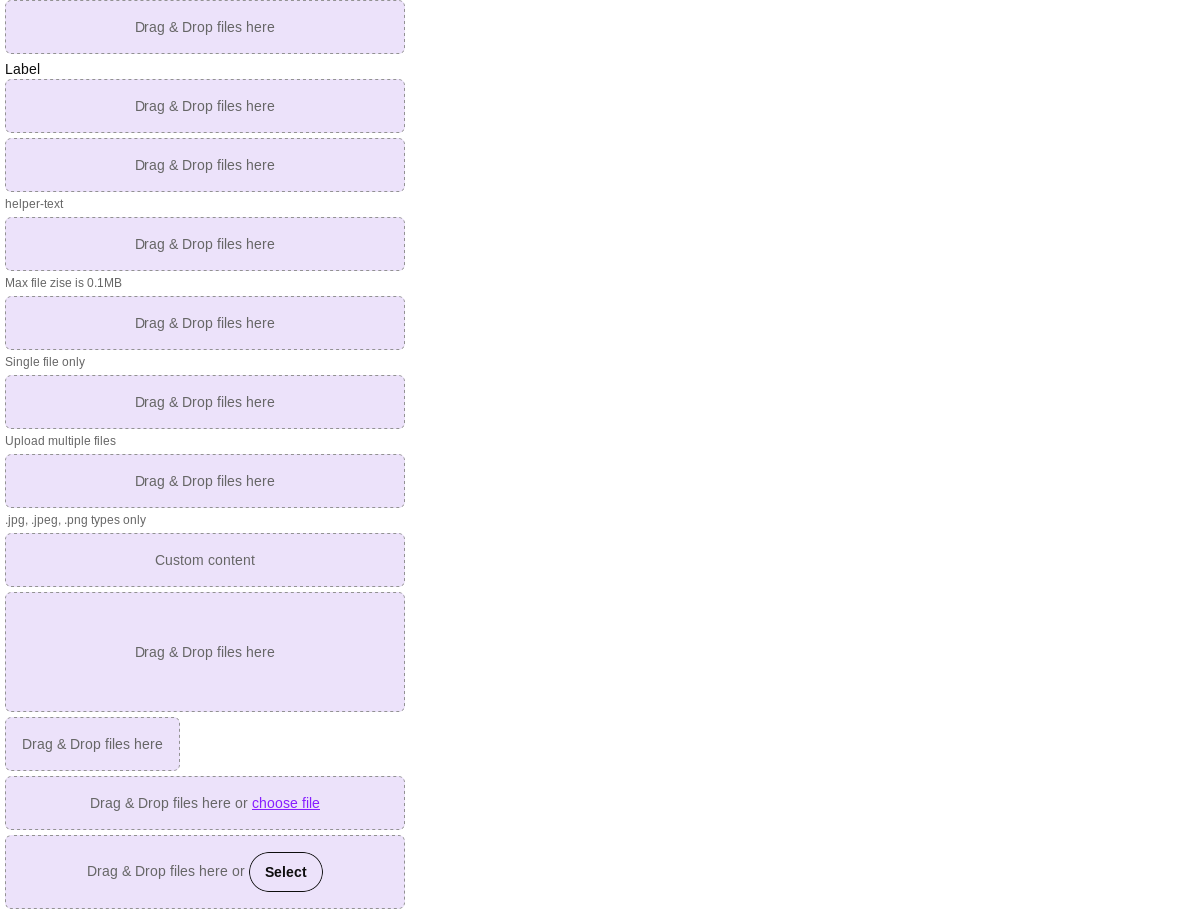 Drag & Drop files here
Label
Drag & Drop files here
Drag & Drop files here
helper-text
Drag & Drop files here
Max file zise is 0.1MB
Drag & Drop files here
Single file only
Drag & Drop files here
Upload multiple files
Drag & Drop files here
.jpg, .jpeg, .png types only
Custom content
Drag & Drop files here
Drag & Drop files here
Drag & Drop files here or choose file
Drag & Drop files here or Select